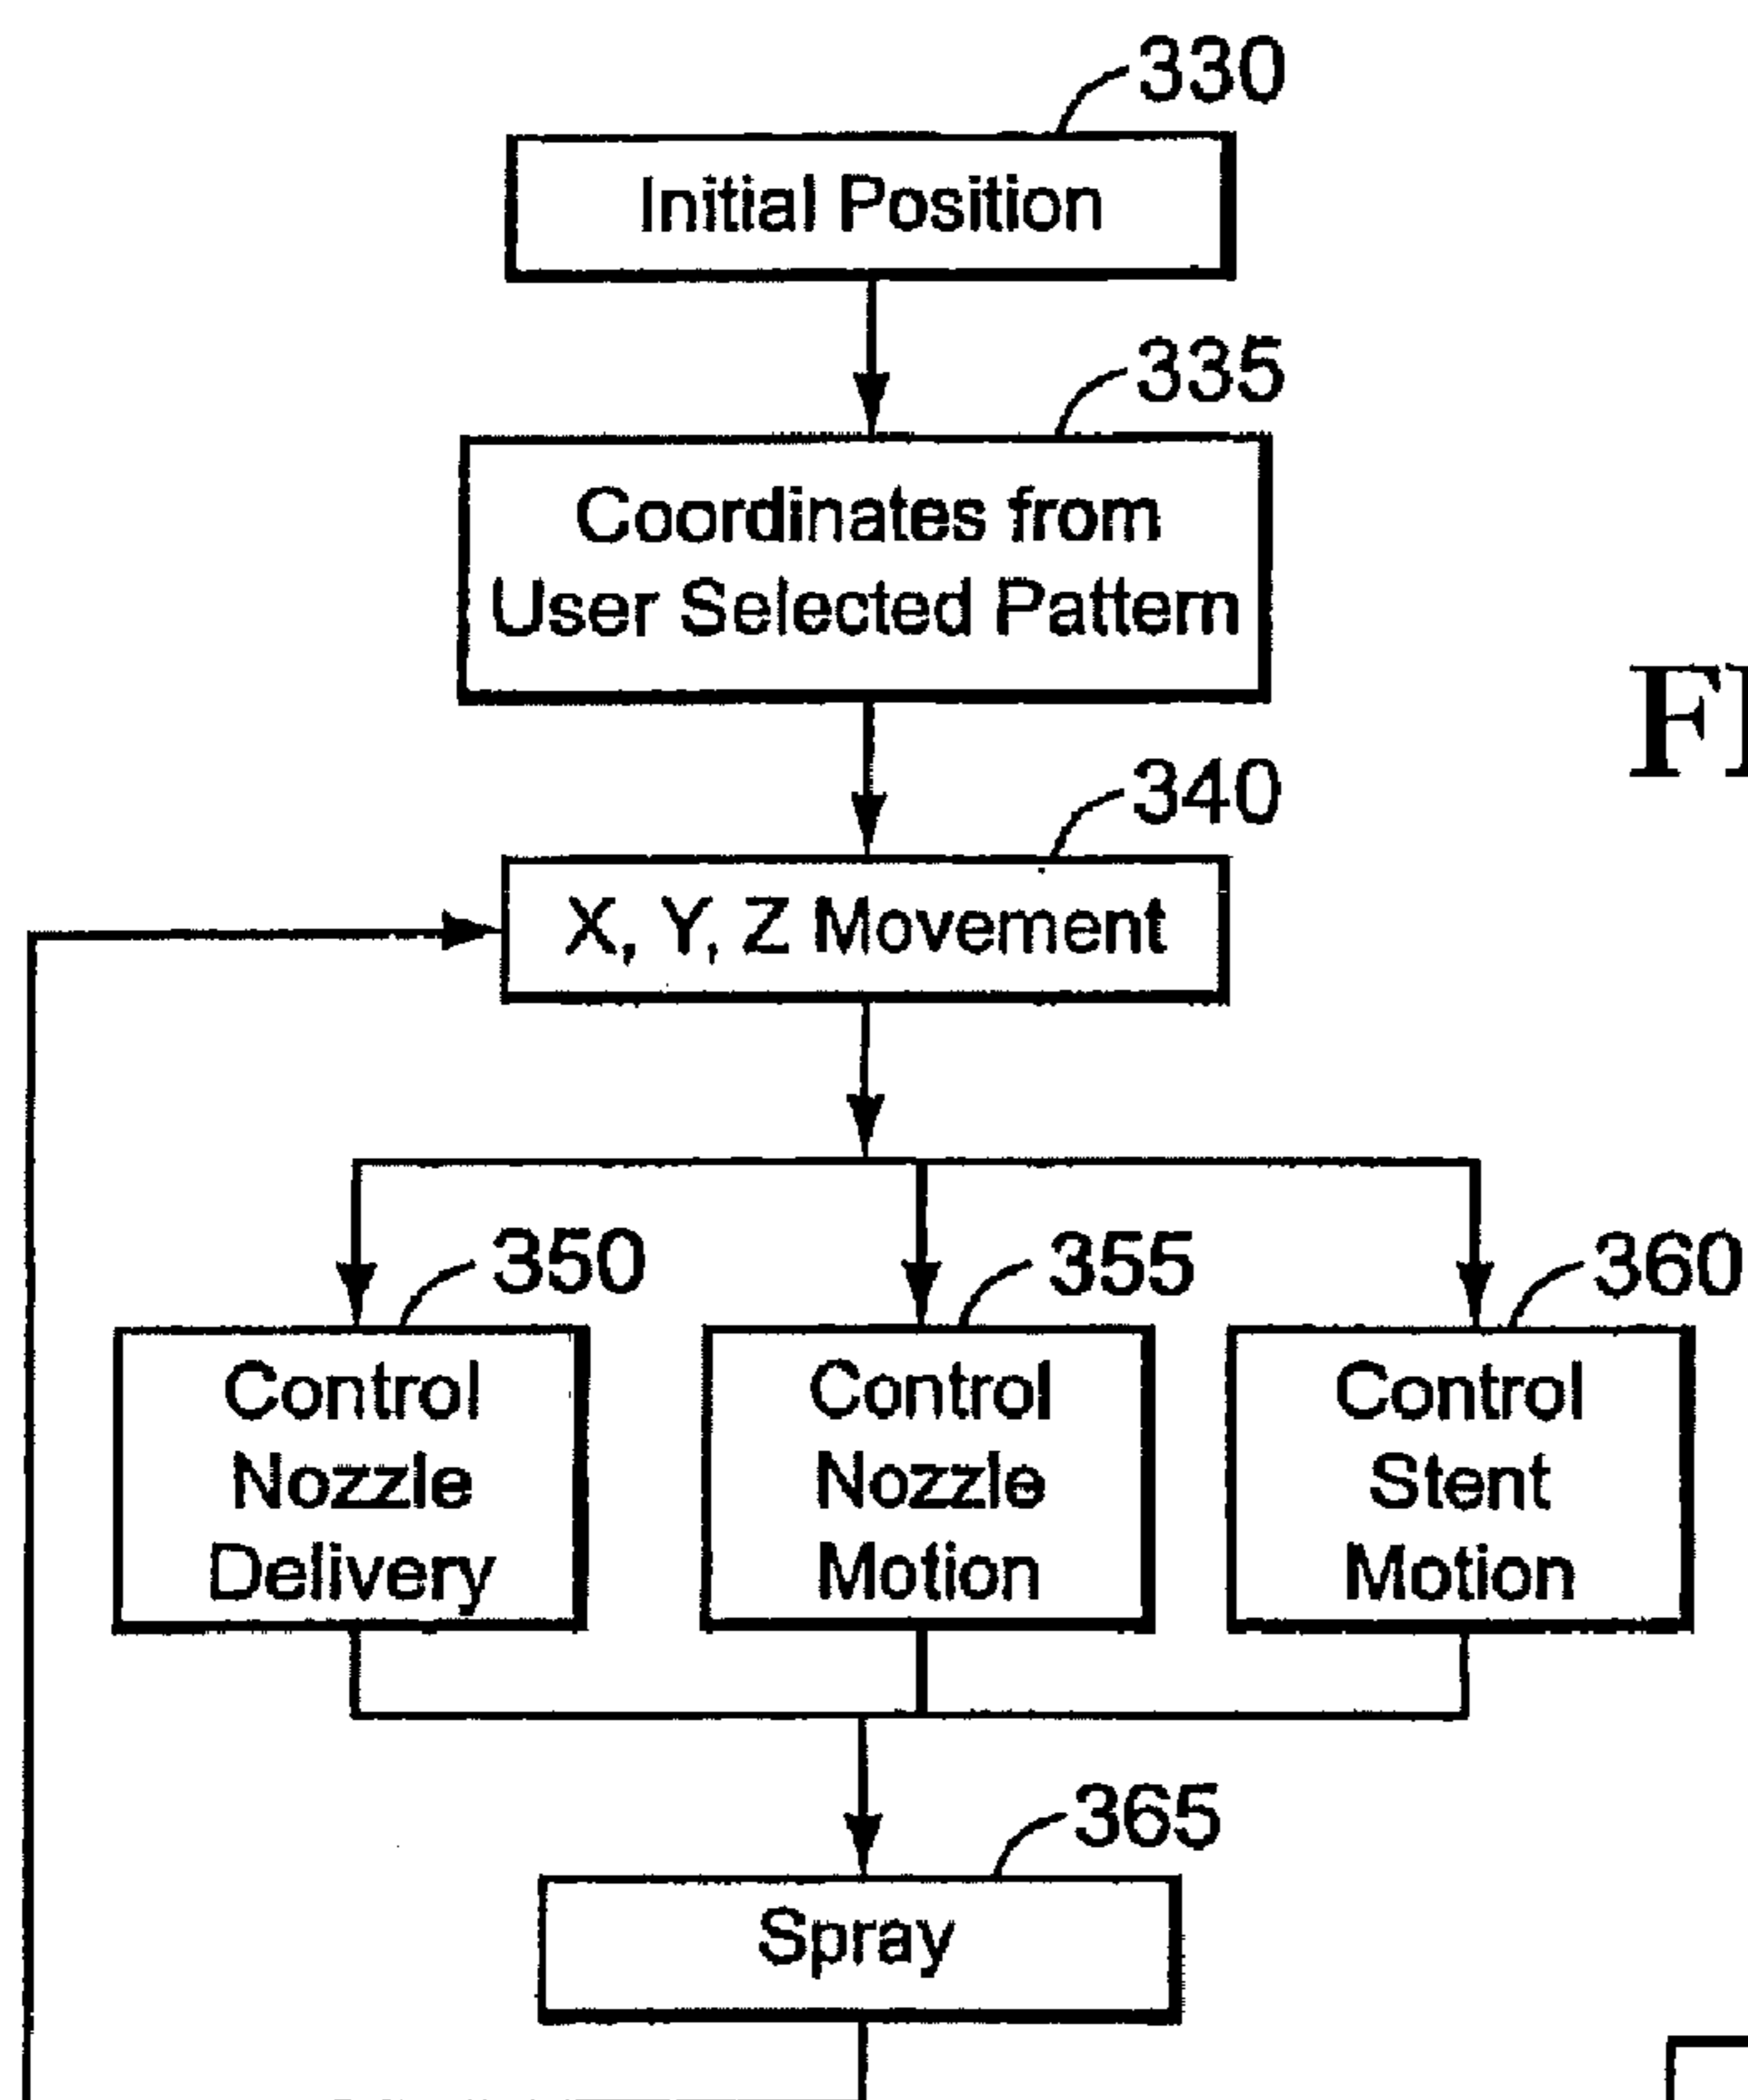 330
Initial Position
335
Coordinates from
User Selected Pattern
340
X, Y, Z Movement
350
355
360
Control
Nozzle
Delivery
Control
Nozzle
Motion
Control
Stent
Motion
365
Spray